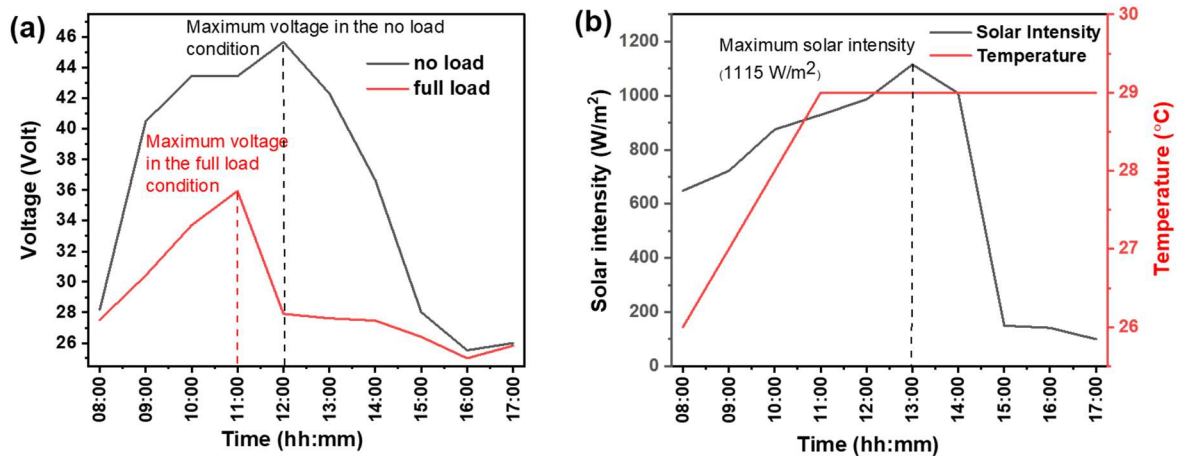 (a)
Maximum voltage in the no load
condition
no load
full load
Maximum voltage
in the full load
condition
Voltage (Volt)
46
44
42
40
38
36
34
32
30
28
26
08:00
09:00
10:00
11:00
12:00
13:00
14:00
15:00
16:00
17:00
Time (hh:mm)
(b)
Maximum solar intensity
(1115 W/m2)
Solar Intensity
Temperature
Solar intensity (W/m²)
1200
1000
800
600
400
200
0
30
29
28
27
26
Temperature (°C)
08:00
09:00
10:00
11:00
12:00
13:00
14:00
15:00
16:00
17:00
Time (hh:mm)